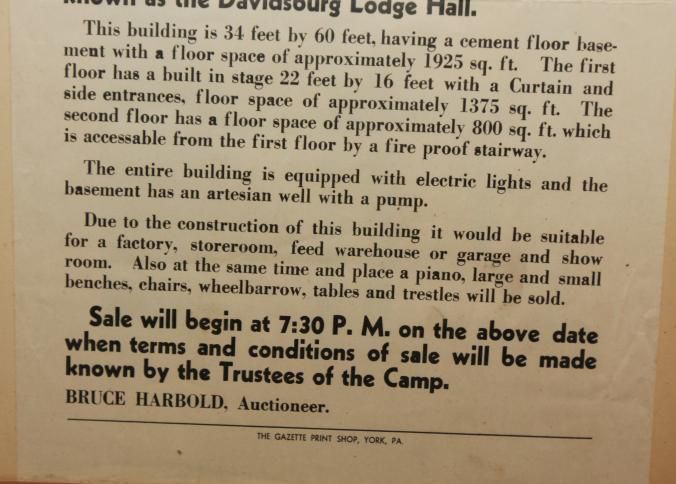 known as the Davidsburg Lodge Hall.
This building is 34 feet by 60 feet, having a cement floor base-
ment with a floor space of approximately 1925 sq. ft. The first
floor has a built in stage 22 feet by 16 feet with a Curtain and
side entrances, floor space of approximately 1375 sq. ft. The
second floor has a floor space of approximately 800 sq. ft. which
is accessable from the first floor by a fire proof stairway.
The entire building is equipped with electric lights and the
basement has an artesian well with a pump.
Due to the construction of this building it would be suitable
for a factory, storeroom, feed warehouse or garage and show
room. Also at the same time and place a piano, large and small
benches, chairs, wheelbarrow, tables and trestles will be sold.
Sale will begin at 7:30 P. M. on the above date
when terms and conditions of sale will be made
known by the Trustees of the Camp.
BRUCE HARBOLD, Auctioneer.
THE GAZETTE PRINT SHOP, YORK, PA.